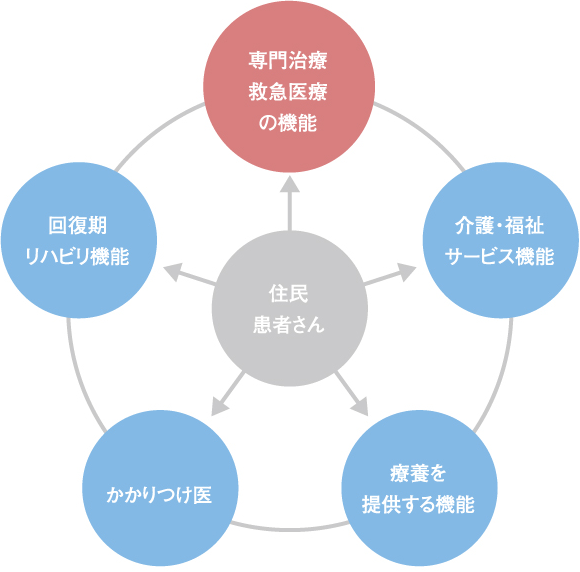 専門治療
救急医療
の機能
回復期
リハビリ機能
介護・福祉
サービス機能
住民
患者さん
かかりつけ医
療養を
提供する機能